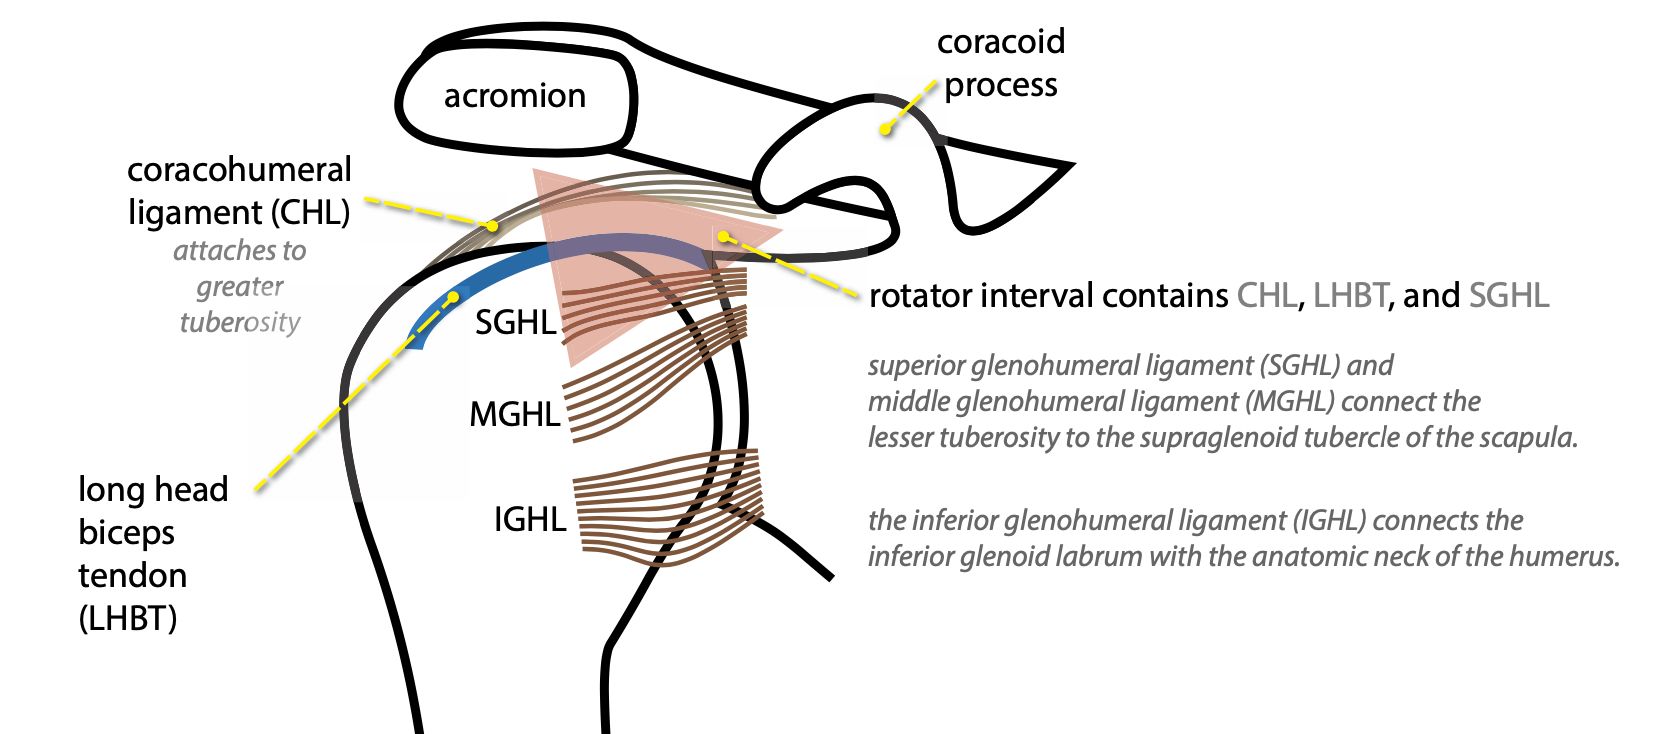 acromion
coracoid
process
coracohumeral
ligament (CHL)
attaches to
greater
tuberosity
rotator interval contains CHL, LHBT, and SGHL
SGHL
superior glenohumeral ligament (SGHL) and
middle glenohumeral ligament (MGHL) connect the
lesser tuberosity to the supraglenoid tubercle of the scapula.
MGHL
long head
biceps
tendon
(LHBT)
IGHL
the inferior glenohumeral ligament (IGHL) connects the
inferior glenoid labrum with the anatomic neck of the humerus.